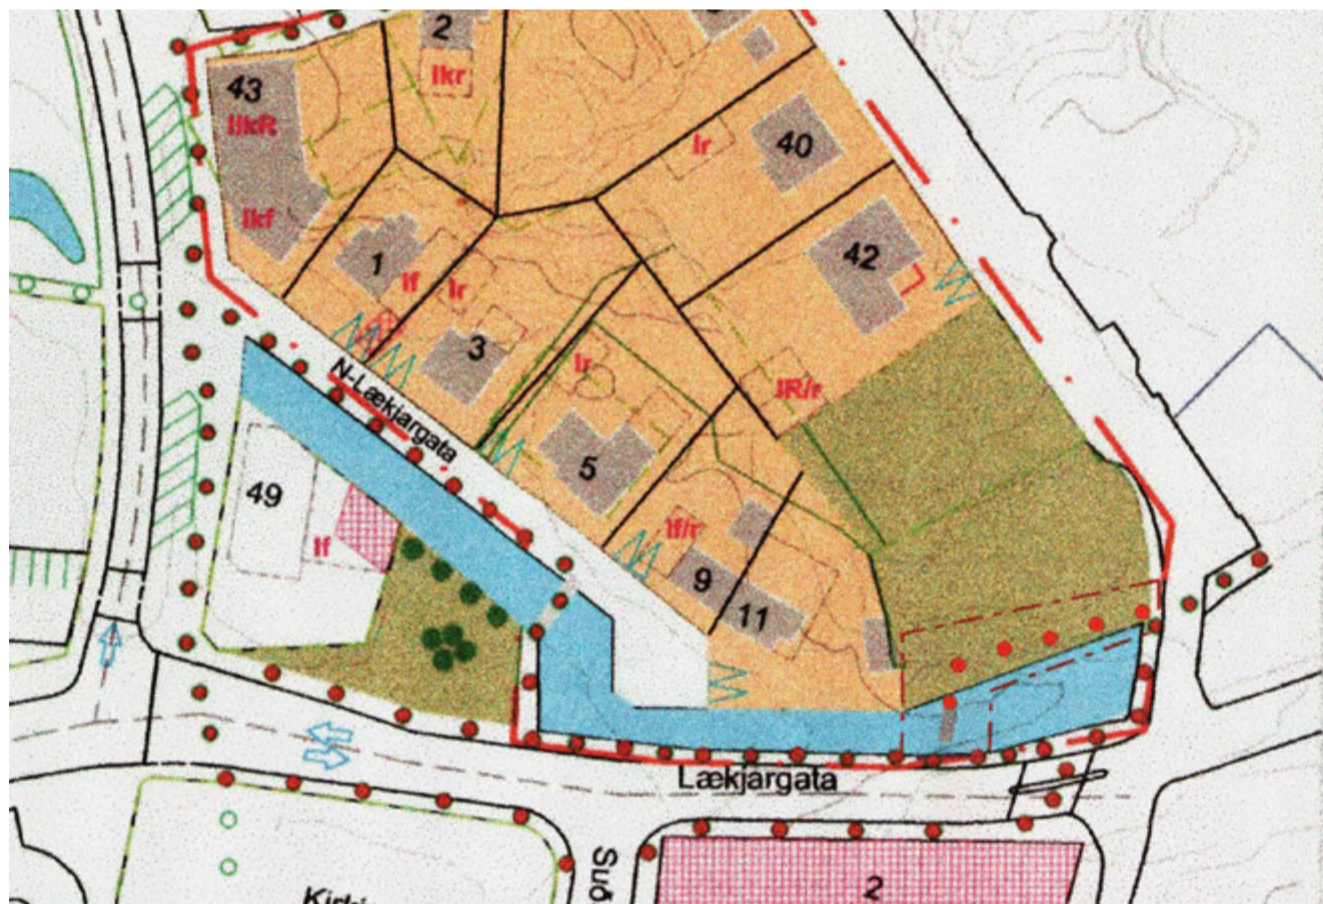 2
Ikr
43
IIkR
Ikf
Ir
40
42
1
If
Ir
3
N-Lækjargata
Ir
IR/r
5
49
If
If/r
9
11
Lækjargata
Suð
2